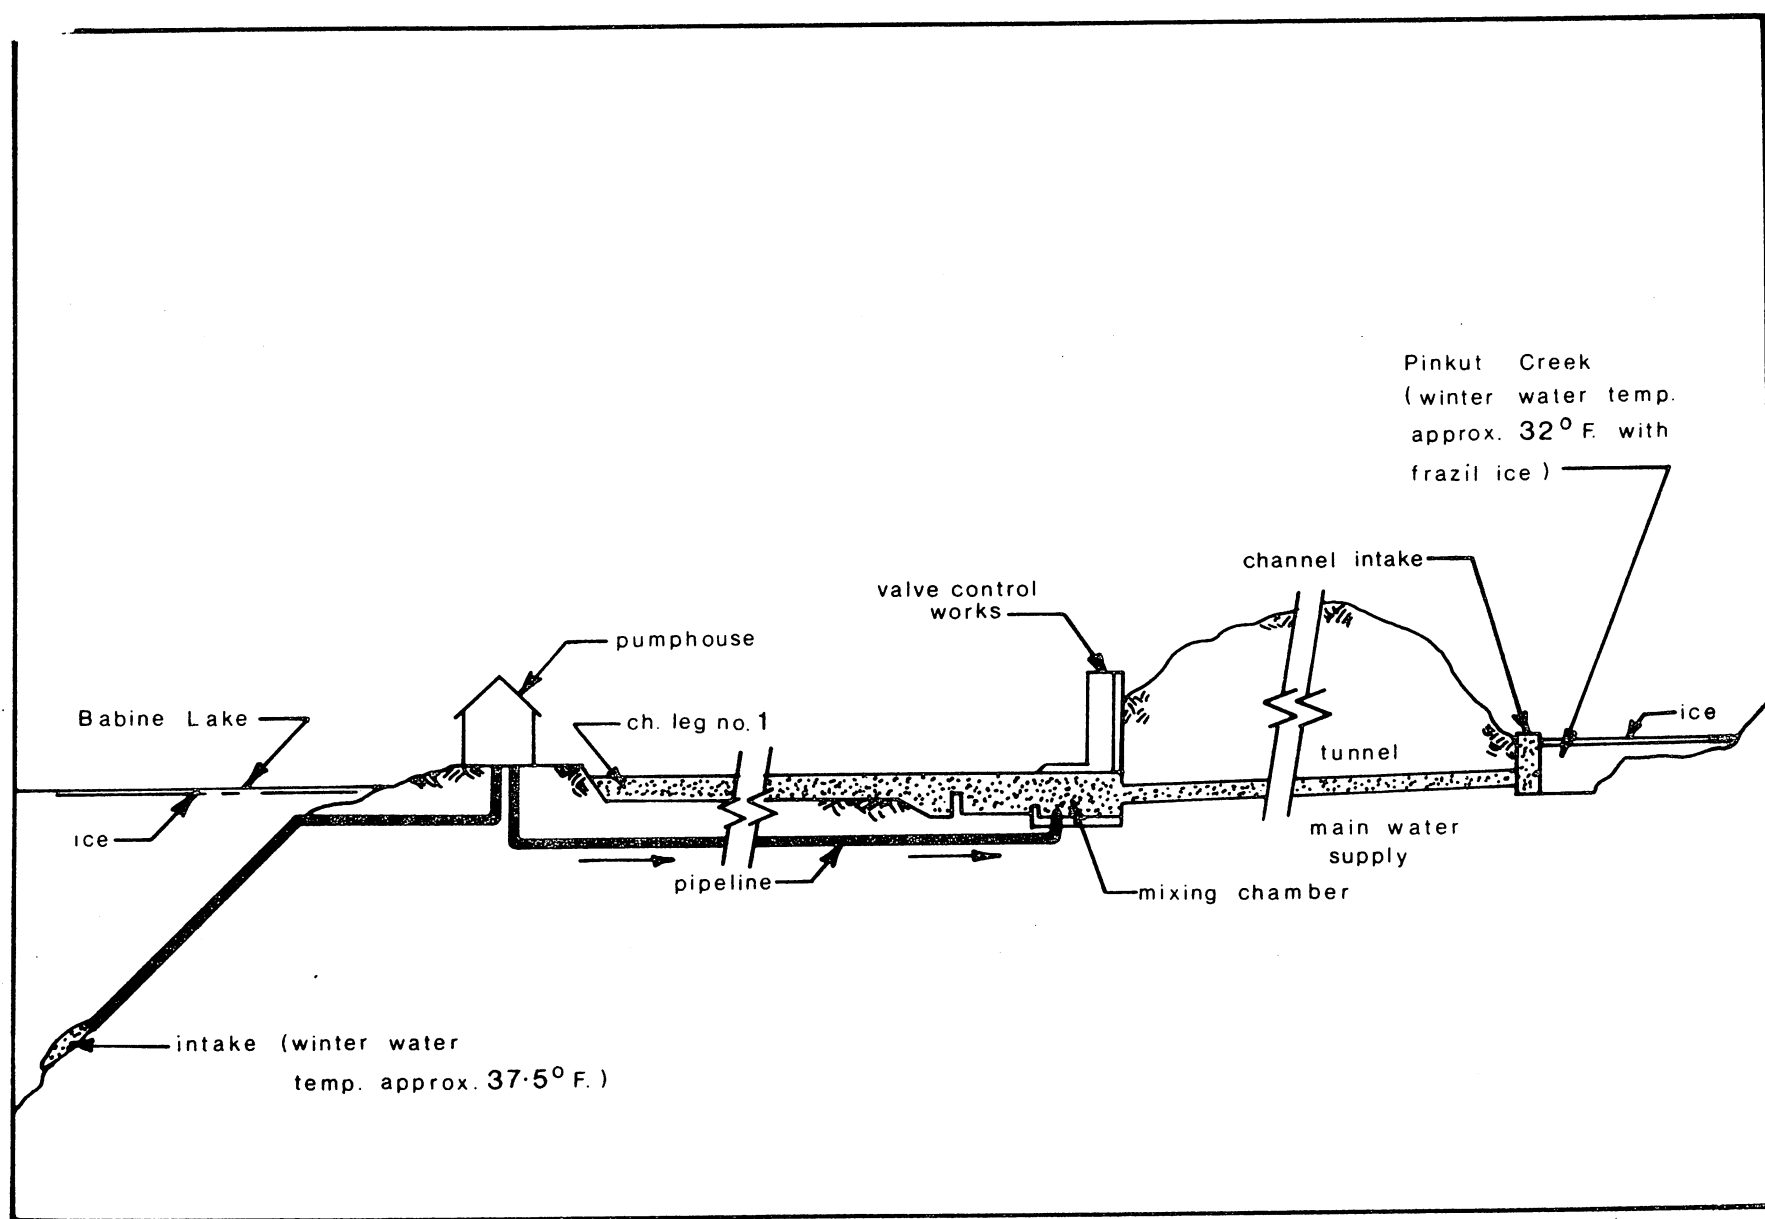 Pinkut Creek
(winter water temp.
approx. 32° F. with
frazil ice)
channel intake
valve control
works
pumphouse
Babine Lake
ch. leg no. 1
ice
tunnel
ice
main water
supply
pipeline
mixing chamber
intake (winter water
temp. approx. 37·5° F.)